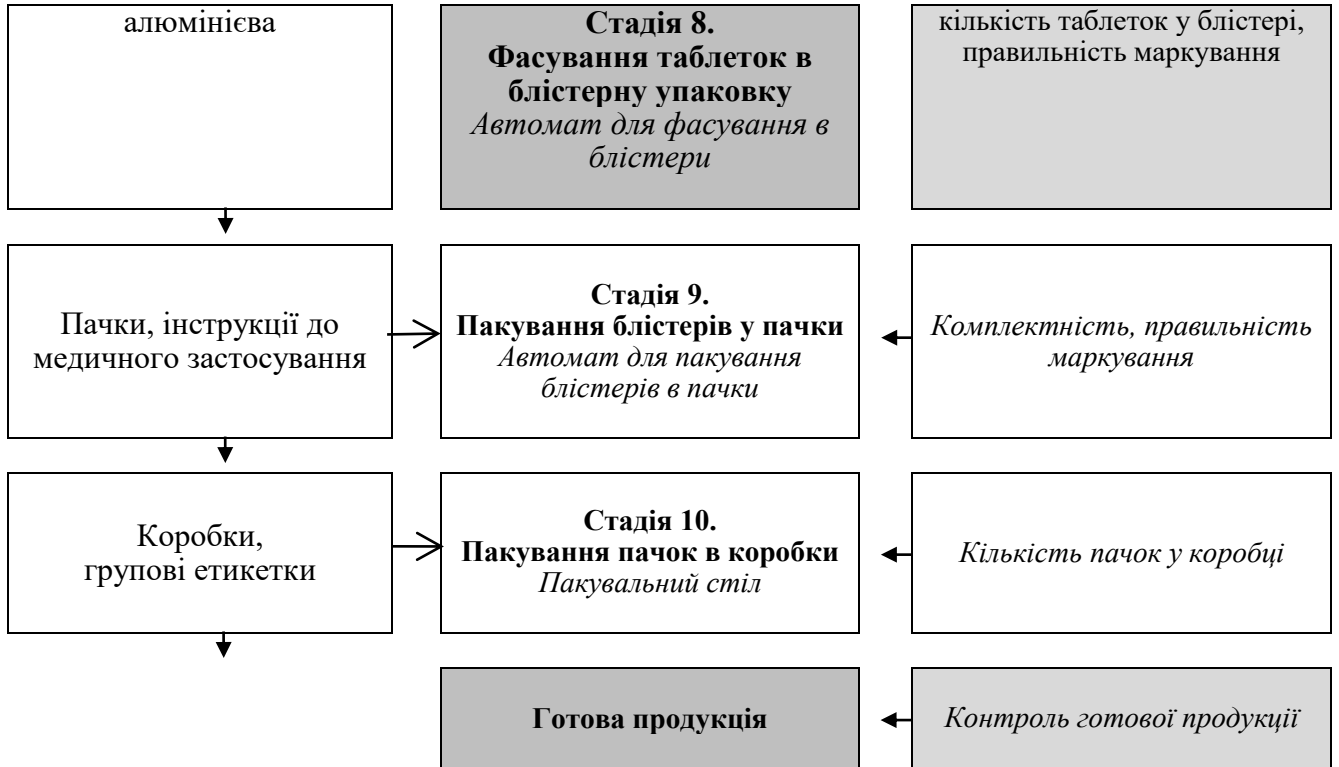 алюмінієва
Стадія 8.
Фасування таблеток в
блістерну упаковку
Автомат для фасування в
блістери
кількість таблеток у блістері,
правильність маркування
Пачки, інструкції до
медичного застосування
Стадія 9.
Пакування блістерів у пачки
Автомат для пакування
блістерів в пачки
Комплектність, правильність
маркування
Коробки,
групові етикетки
Стадія 10.
Пакування пачок в коробки
Пакувальний стіл
Кількість пачок у коробці
Готова продукція
Контроль готової продукції